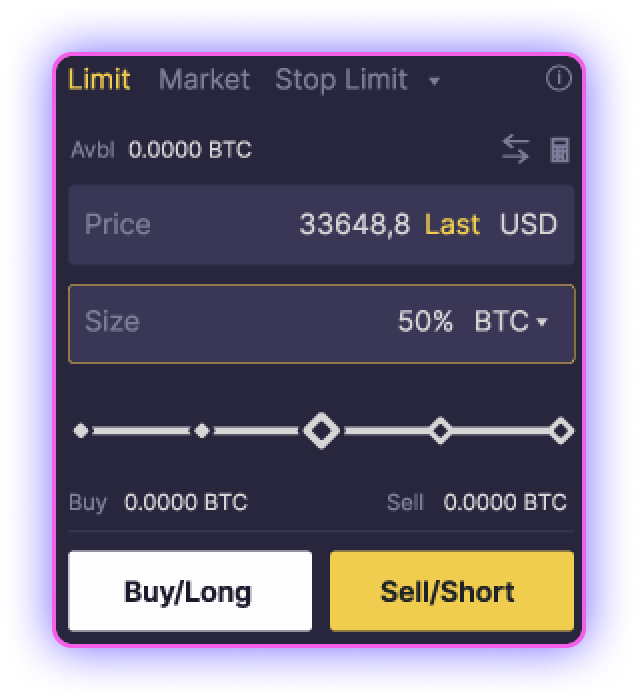 Limit Market Stop Limit
Avbl 0.0000 BTC
Price 33648,8 Last USD
Size 50% BTC
Buy 0.0000 BTC Sell 0.0000 BTC
Buy/Long Sell/Short